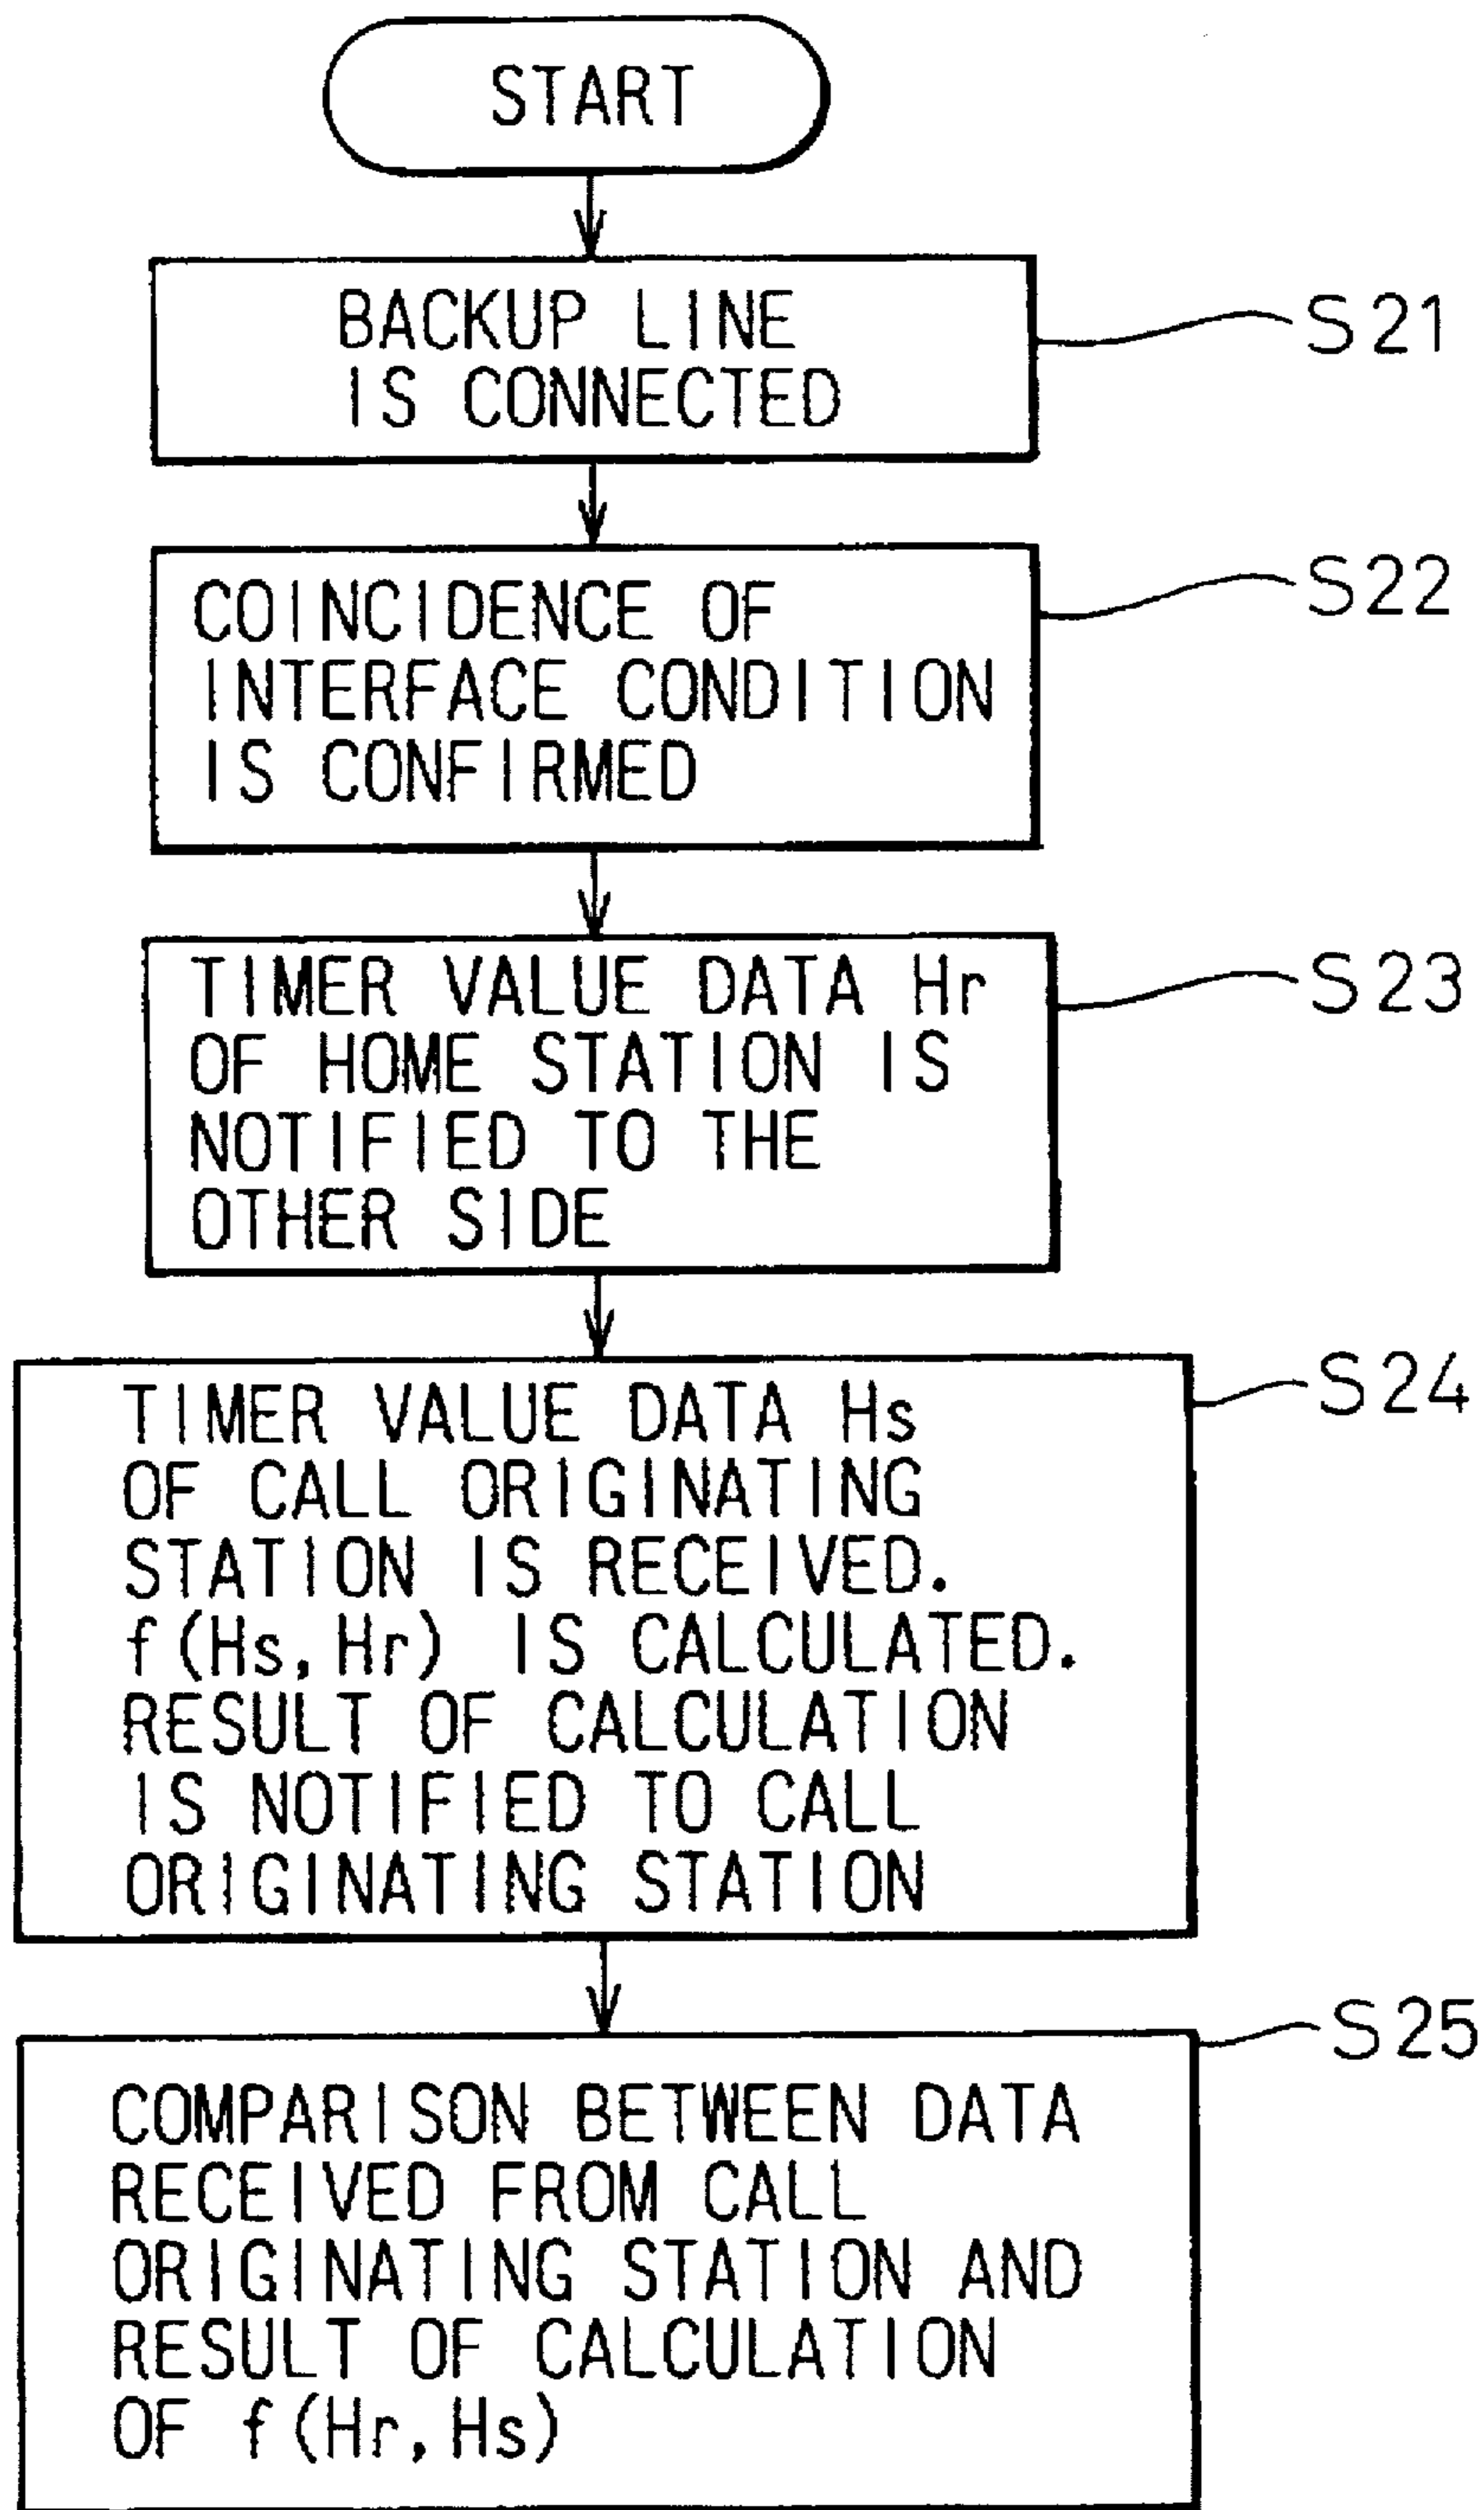 START
BACKUP LINE
IS CONNECTED
S21
COINCIDENCE OF
INTERFACE CONDITION
IS CONFIRMED
S22
TIMER VALUE DATA Hr
OF HOME STATION IS
NOTIFIED TO THE
OTHER SIDE
S23
TIMER VALUE DATA Hs
OF CALL ORIGINATING
STATION IS RECEIVED.
f(Hs,Hr) IS CALCULATED.
RESULT OF CALCULATION
IS NOTIFIED TO CALL
ORIGINATING STATION
S24
COMPARISON BETWEEN DATA
RECEIVED FROM CALL
ORIGINATING STATION AND
RESULT OF CALCULATION
OF f(Hr,Hs)
S25